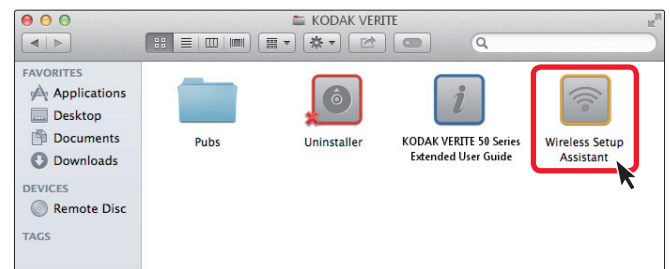 KODAK VERITE
FAVORITES
Applications
Desktop
Documents
Downloads
DEVICES
Remote Disc
TAGS
Pubs
Uninstaller
KODAK VERITE 50 Series
Extended User Guide
Wireless Setup
Assistant